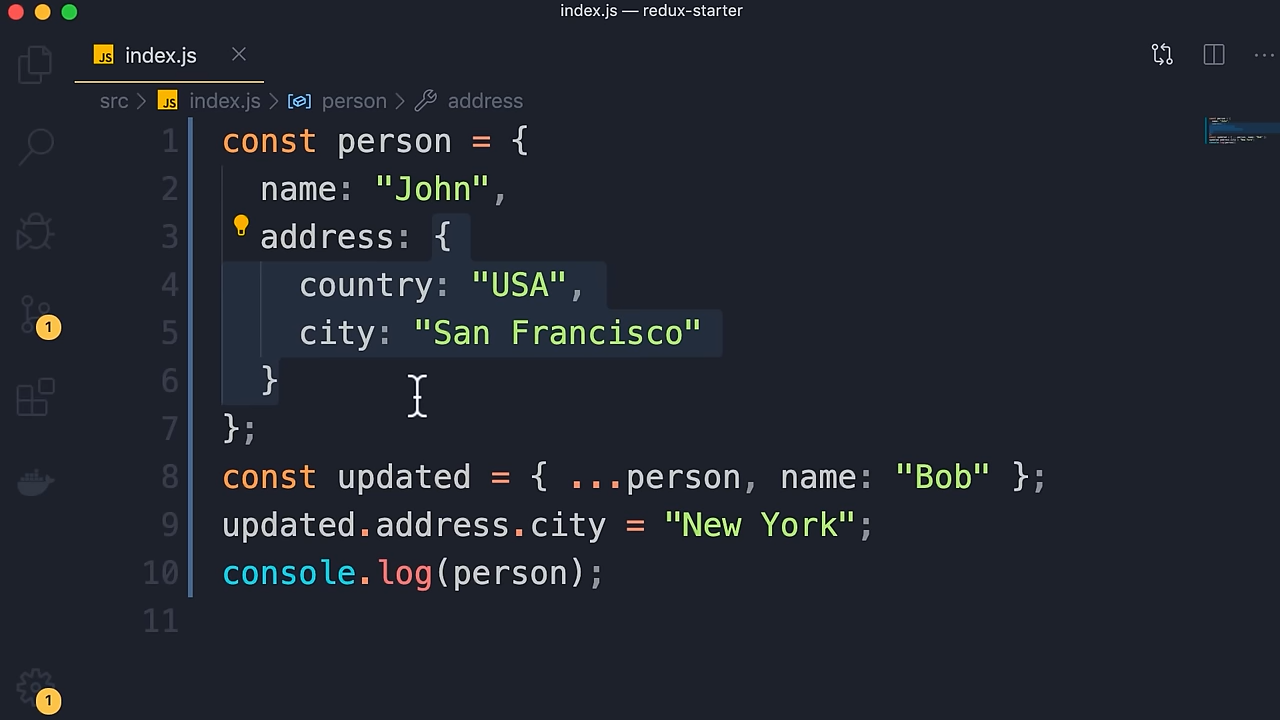 index.js — redux-starter
JS index.js
src > JS index.js > person > address
1 const person = {
2   name: "John",
3   address: {
4     country: "USA",
5     city: "San Francisco"
6   }
7 };
8 const updated = { ...person, name: "Bob" };
9 updated.address.city = "New York";
10 console.log(person);
11
1
1